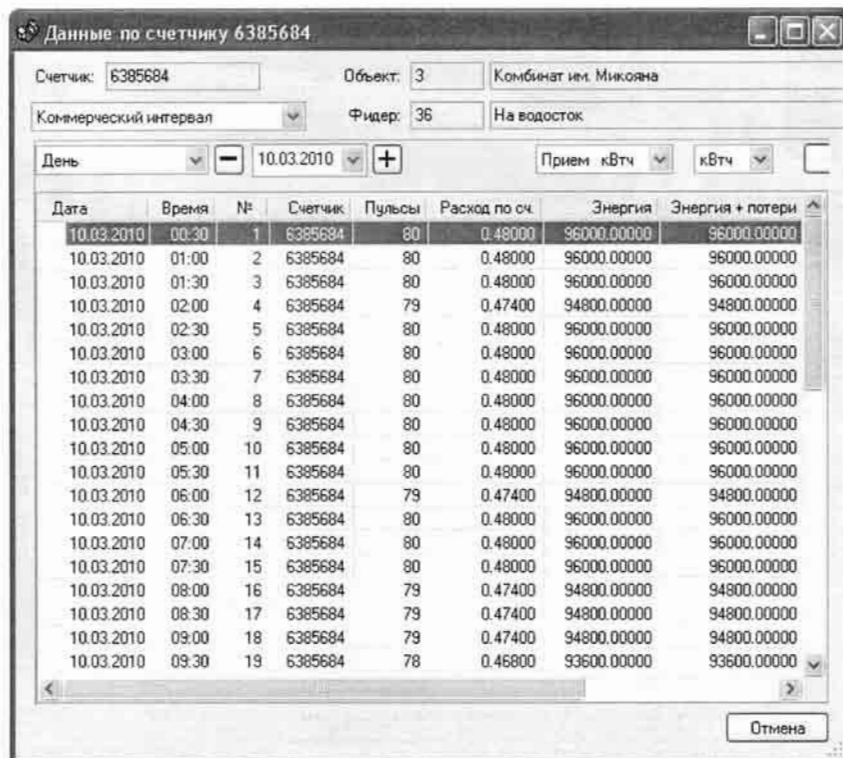 Данные по счетчику 6385684
Счетчик: 6385684 Объект: 3 Комбинат им. Микояна
Коммерческий интервал Фидер: 36 На водосток
День 10.03.2010 Прием кВтч кВтч
Дата Время № Счетчик Пульсы Расход по сч. Энергия Энергия + потери
10.03.2010 00:30 1 6385684 80 0.48000 96000.00000 96000.00000
10.03.2010 01:00 2 6385684 80 0.48000 96000.00000 96000.00000
10.03.2010 01:30 3 6385684 80 0.48000 96000.00000 96000.00000
10.03.2010 02:00 4 6385684 79 0.47400 94800.00000 94800.00000
10.03.2010 02:30 5 6385684 80 0.48000 96000.00000 96000.00000
10.03.2010 03:00 6 6385684 80 0.48000 96000.00000 96000.00000
10.03.2010 03:30 7 6385684 80 0.48000 96000.00000 96000.00000
10.03.2010 04:00 8 6385684 80 0.48000 96000.00000 96000.00000
10.03.2010 04:30 9 6385684 80 0.48000 96000.00000 96000.00000
10.03.2010 05:00 10 6385684 80 0.48000 96000.00000 96000.00000
10.03.2010 05:30 11 6385684 80 0.48000 96000.00000 96000.00000
10.03.2010 06:00 12 6385684 79 0.47400 94800.00000 94800.00000
10.03.2010 06:30 13 6385684 80 0.48000 96000.00000 96000.00000
10.03.2010 07:00 14 6385684 80 0.48000 96000.00000 96000.00000
10.03.2010 07:30 15 6385684 80 0.48000 96000.00000 96000.00000
10.03.2010 08:00 16 6385684 79 0.47400 94800.00000 94800.00000
10.03.2010 08:30 17 6385684 79 0.47400 94800.00000 94800.00000
10.03.2010 09:00 18 6385684 79 0.47400 94800.00000 94800.00000
10.03.2010 09:30 19 6385684 78 0.46800 93600.00000 93600.00000
Отмена